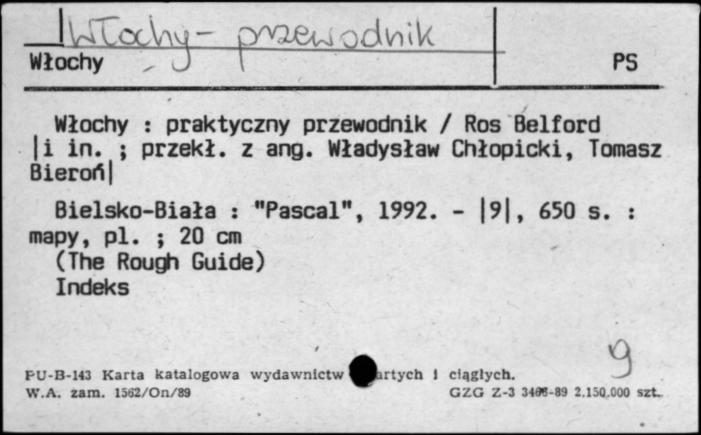 Włochy - przewodnik
Włochy PS
Włochy : praktyczny przewodnik / Ros Belford
|i in. ; przekł. z ang. Władysław Chłopicki, Tomasz
Bieroń|
Bielsko-Biała : "Pascal", 1992. - |9|, 650 s. :
mapy, pl. ; 20 cm
(The Rough Guide)
Indeks
g
PU-B-143 Karta katalogowa wydawnictw artych i ciągłych.
W.A. zam. 1562/On/89 GZG Z-3 -89 2.150.000 szt.